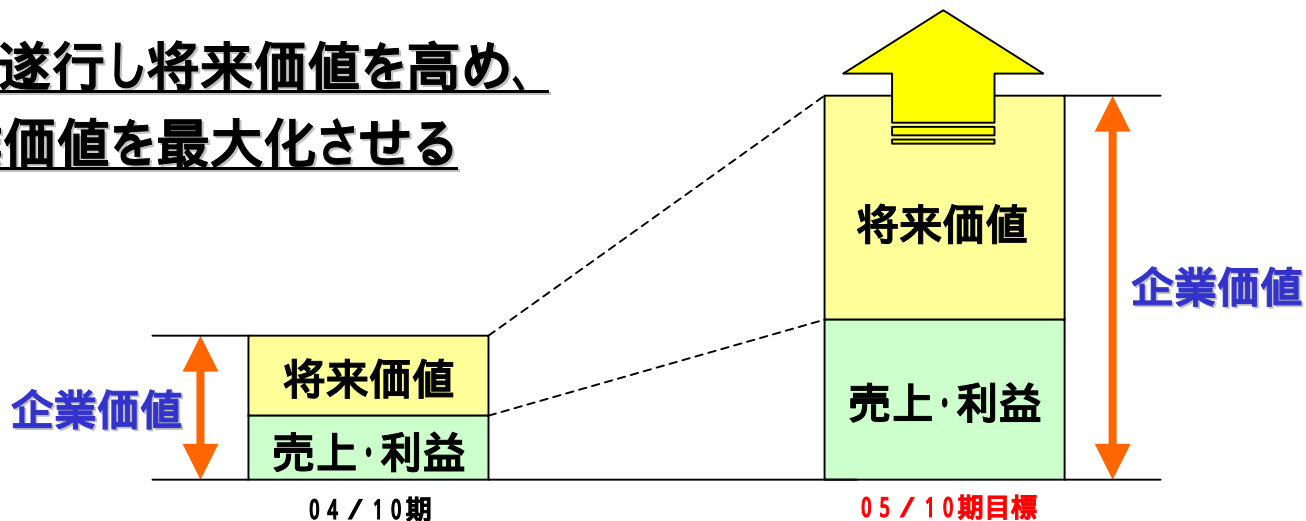 遂行し将来価値を高め、
価値を最大化させる
将来価値
企業価値
将来価値
企業価値
売上・利益
売上・利益
04／10期
05／10期目標